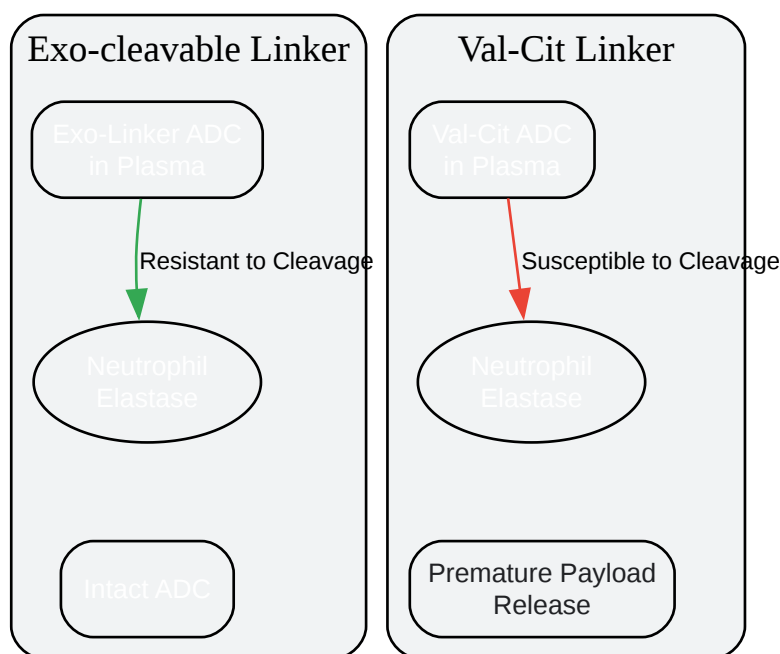 Exo-cleavable Linker
Exo-Linker ADC
in Plasma
Resistant to Cleavage
Neutrophil
Elastase
Intact ADC
Val-Cit Linker
Val-Cit ADC
in Plasma
Susceptible to Cleavage
Neutrophil
Elastase
Premature Payload
Release